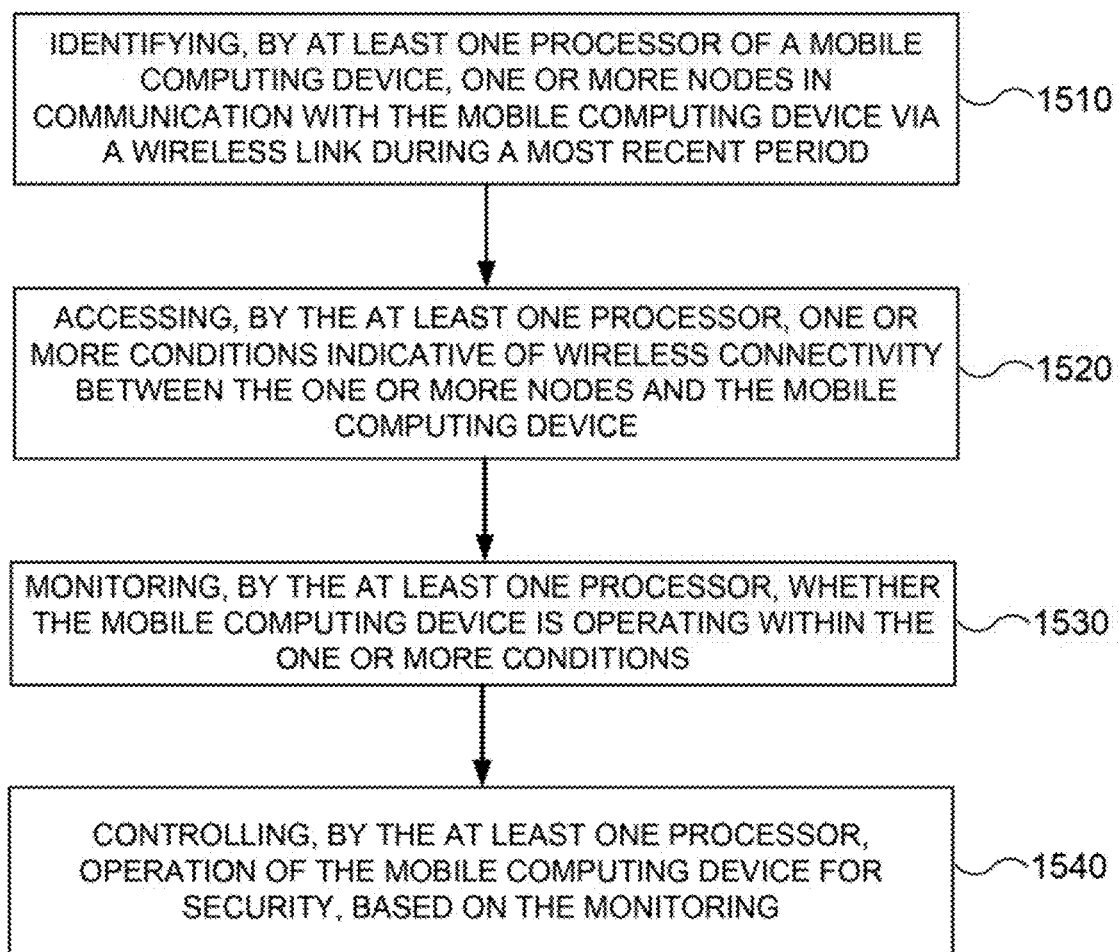 IDENTIFYING, BY AT LEAST ONE PROCESSOR OF A MOBILE
COMPUTING DEVICE, ONE OR MORE NODES IN
COMMUNICATION WITH THE MOBILE COMPUTING DEVICE VIA
A WIRELESS LINK DURING A MOST RECENT PERIOD
1510
ACCESSING, BY THE AT LEAST ONE PROCESSOR, ONE OR
MORE CONDITIONS INDICATIVE OF WIRELESS CONNECTIVITY
BETWEEN THE ONE OR MORE NODES AND THE MOBILE
COMPUTING DEVICE
1520
MONITORING, BY THE AT LEAST ONE PROCESSOR, WHETHER
THE MOBILE COMPUTING DEVICE IS OPERATING WITHIN THE
ONE OR MORE CONDITIONS
1530
CONTROLLING, BY THE AT LEAST ONE PROCESSOR,
OPERATION OF THE MOBILE COMPUTING DEVICE FOR
SECURITY, BASED ON THE MONITORING
1540